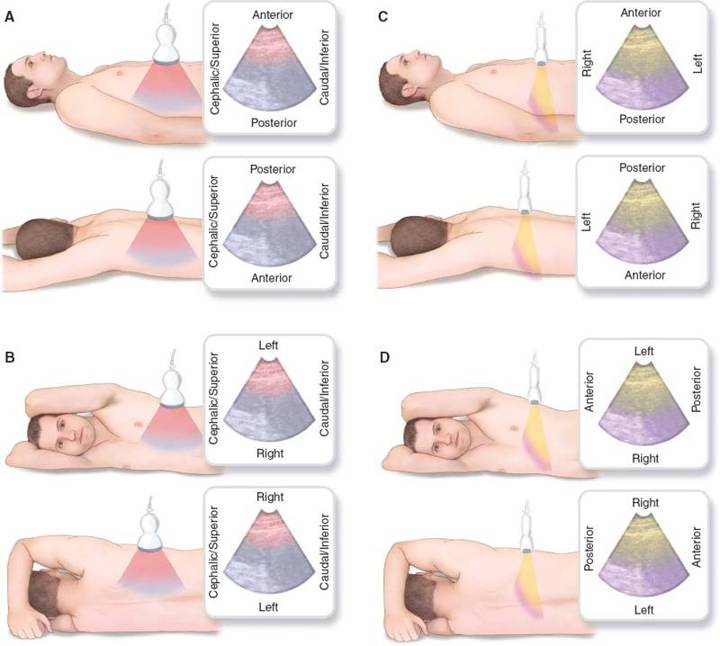 A
Anterior
Cephalic/Superior
Caudal/Inferior
Posterior
Posterior
Cephalic/Superior
Caudal/Inferior
Anterior
B
Left
Cephalic/Superior
Caudal/Inferior
Right
Right
Cephalic/Superior
Caudal/Inferior
Left
C
Anterior
Right
Left
Posterior
Posterior
Left
Right
Anterior
D
Left
Anterior
Posterior
Right
Right
Posterior
Anterior
Left